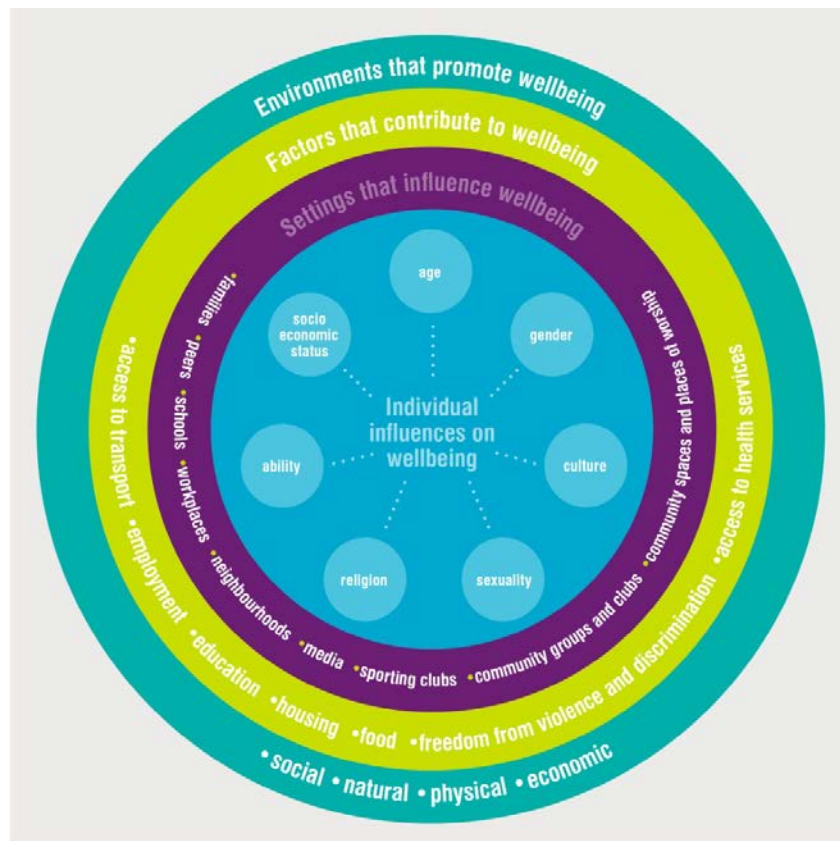 Environments that promote wellbeing
Factors that contribute to wellbeing
Settings that influence wellbeing
age
socio
economic
status
gender
Individual
influences on
wellbeing
ability
culture
religion
sexuality
•families •peers •schools •workplaces •neighbourhoods •media •sporting clubs •community groups and clubs •community spaces and places of worship
•access to transport •employment •education •housing •food •freedom from violence and discrimination •access to health services
•social •natural •physical •economic